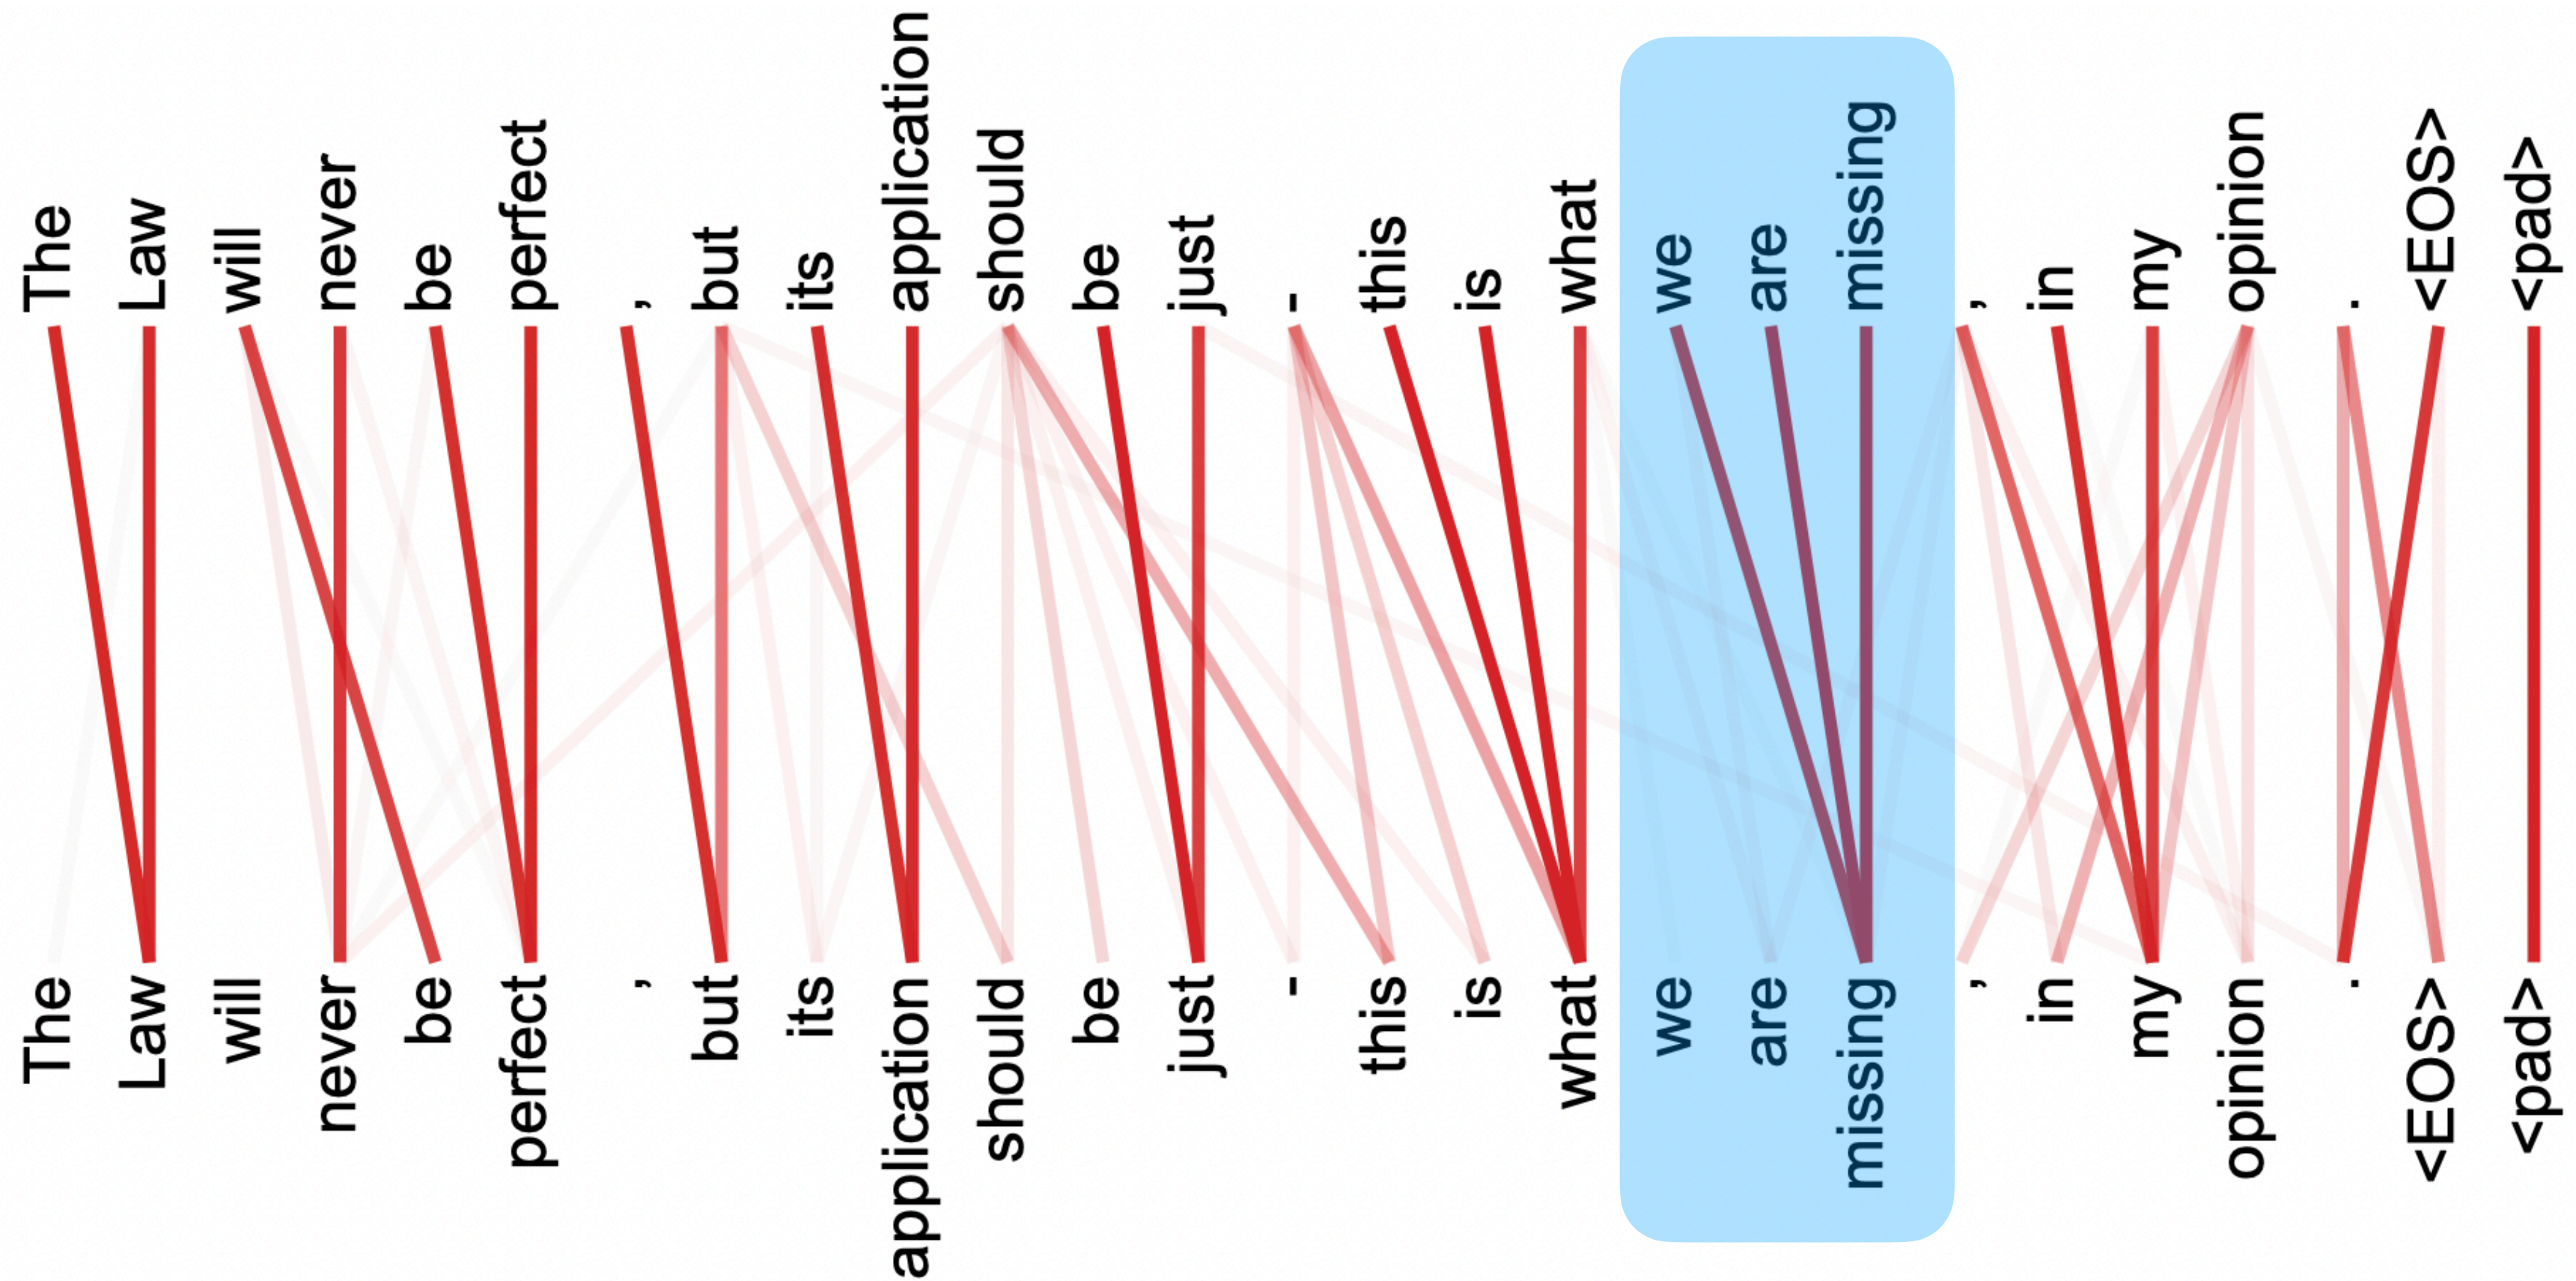 The Law will never be perfect , but its application should be just - this is what we are missing , in my opinion . <EOS> <pad>
The Law will never be perfect , but its application should be just - this is what we are missing , in my opinion . <EOS> <pad>